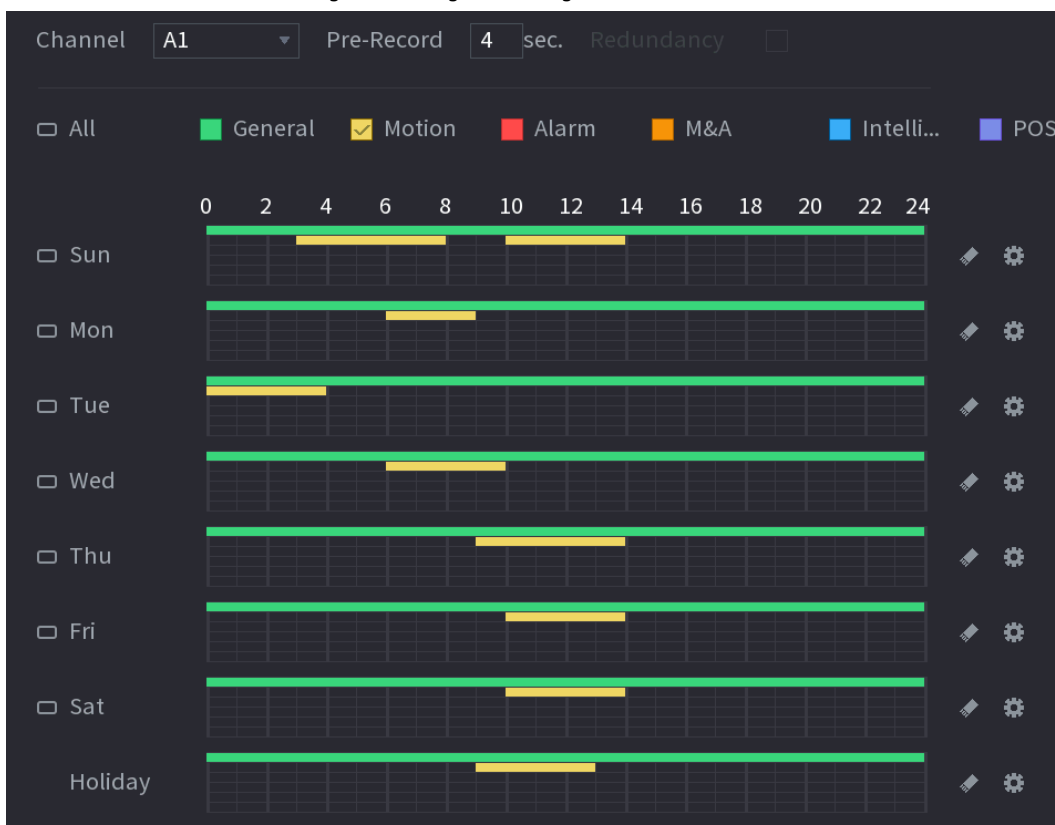 Channel A1 Pre-Record 4 sec. Redundancy
All General Motion Alarm M&A Intelli... POS
0 2 4 6 8 10 12 14 16 18 20 22 24
Sun
Mon
Tue
Wed
Thu
Fri
Sat
Holiday